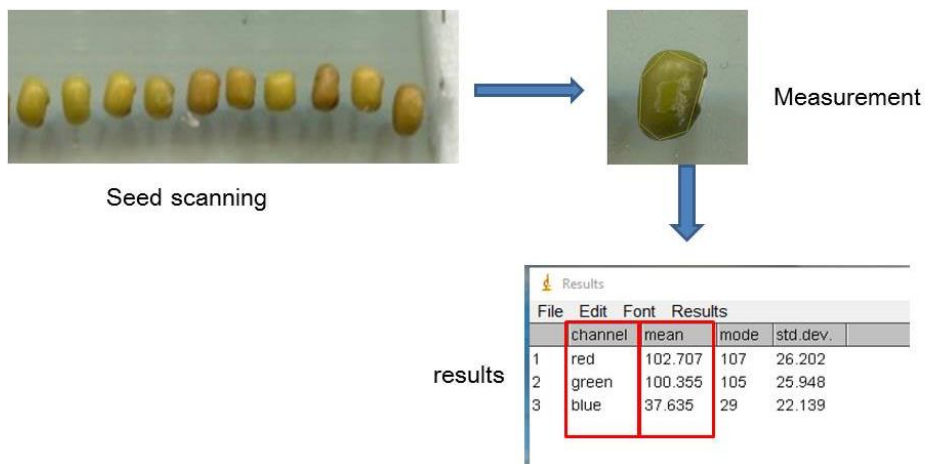 Measurement
Seed scanning
Results
File Edit Font Results
channel mean mode std.dev.
1 red 102.707 107 26.202
2 green 100.355 105 25.948
3 blue 37.635 29 22.139
results